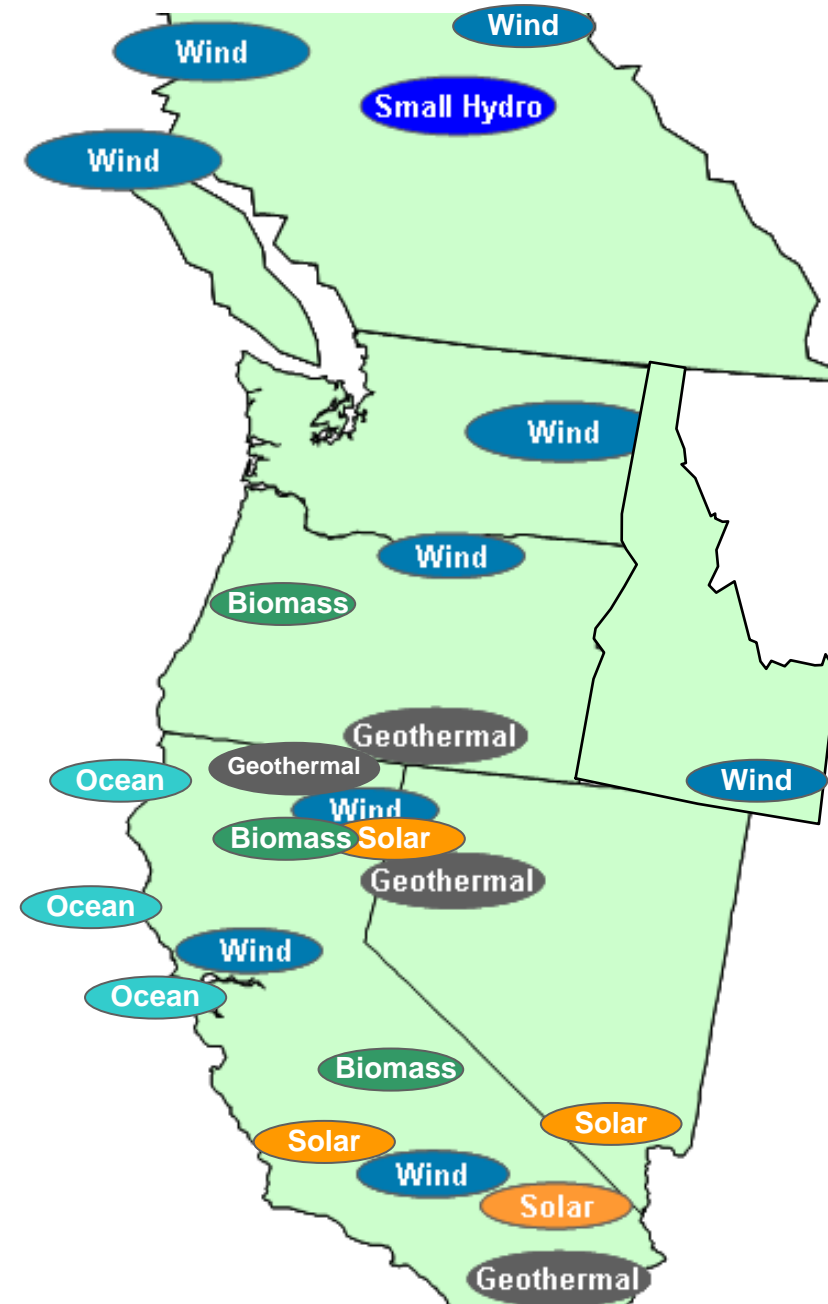 Wind
Wind
Small Hydro
Wind
Wind
Wind
Biomass
Geothermal
Geothermal
Ocean
Wind
Wind
Biomass
Solar
Geothermal
Ocean
Wind
Ocean
Biomass
Solar
Solar
Wind
Solar
Geothermal